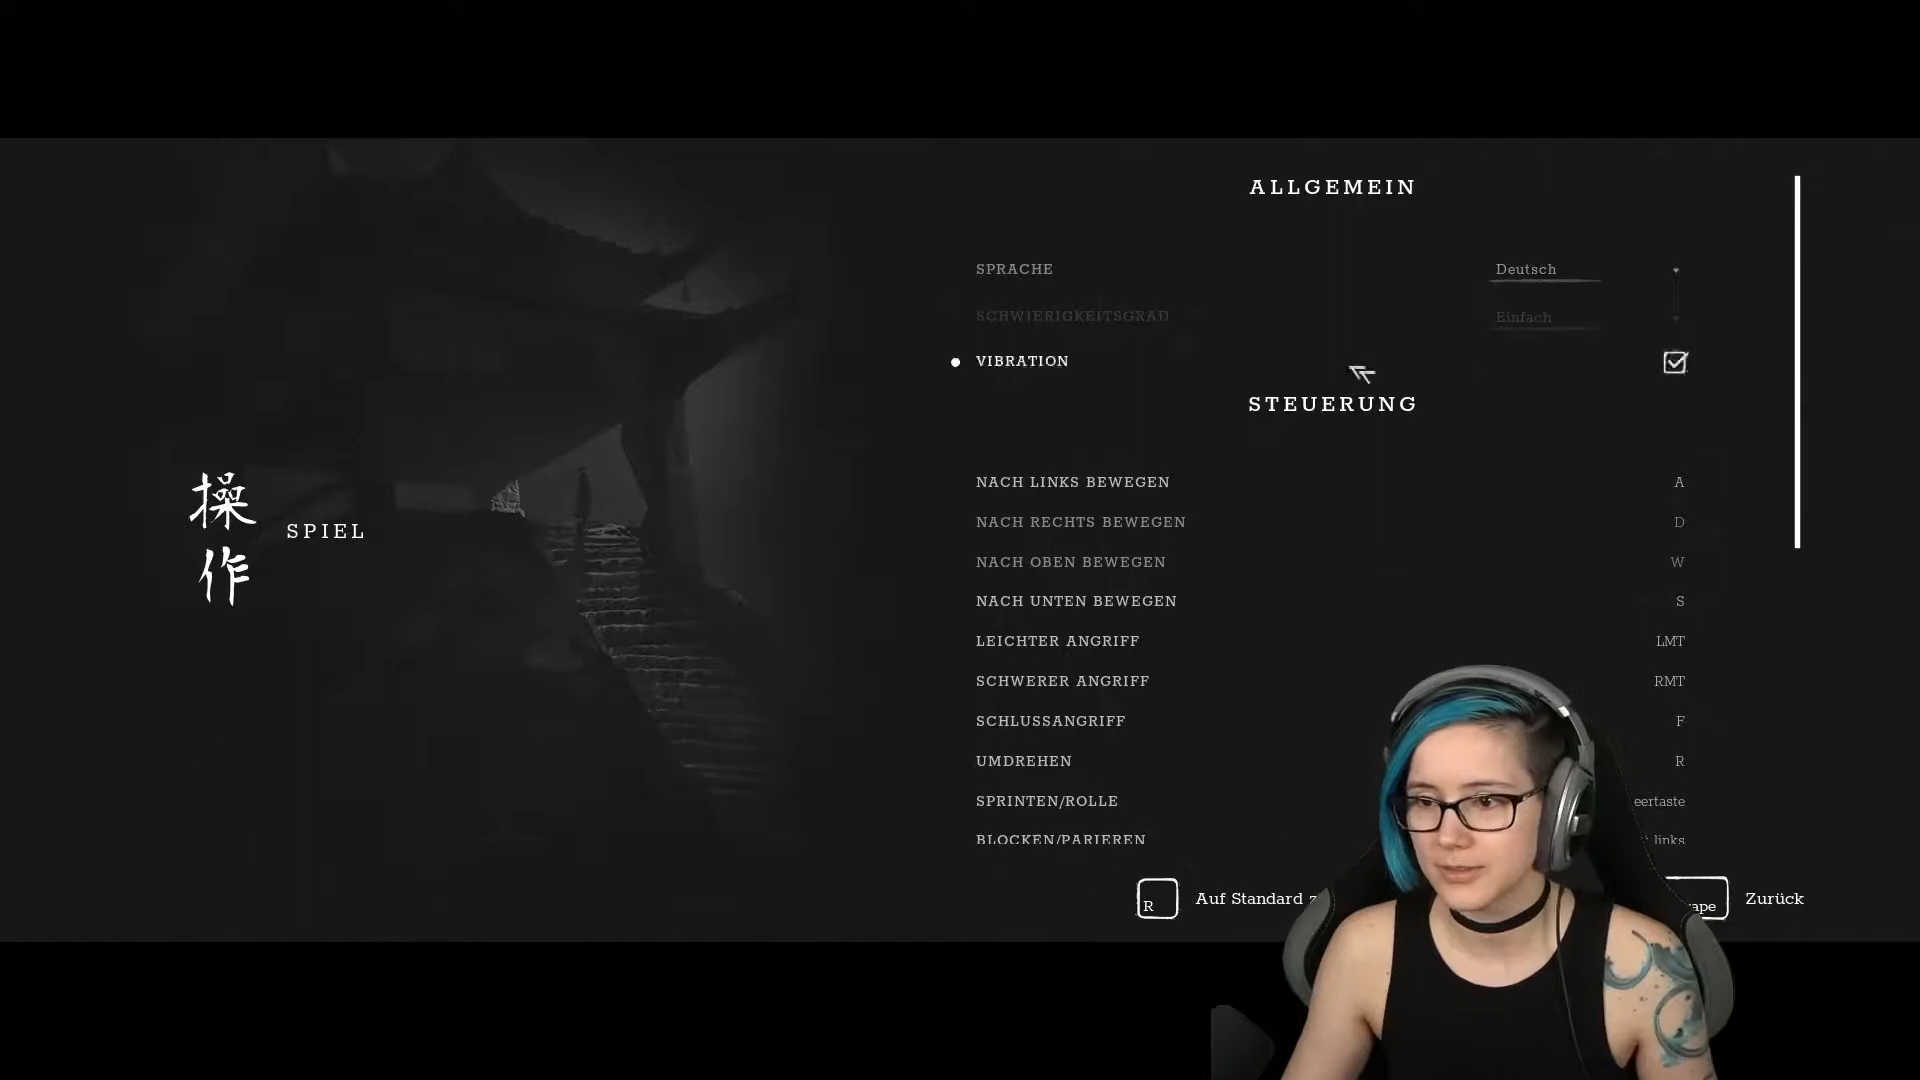 ALLGEMEIN
SPRACHE Deutsch
SCHWIERIGKEITSGRAD Einfach
VIBRATION
STEUERUNG
操作
SPIEL
NACH LINKS BEWEGEN A
NACH RECHTS BEWEGEN D
NACH OBEN BEWEGEN W
NACH UNTEN BEWEGEN S
LEICHTER ANGRIFF LMT
SCHWERER ANGRIFF RMT
SCHLUSSANGRIFF F
UMDREHEN R
SPRINTEN/ROLLE eertaste
BLOCKEN/PARIEREN links
R Auf Standard z ape Zurück